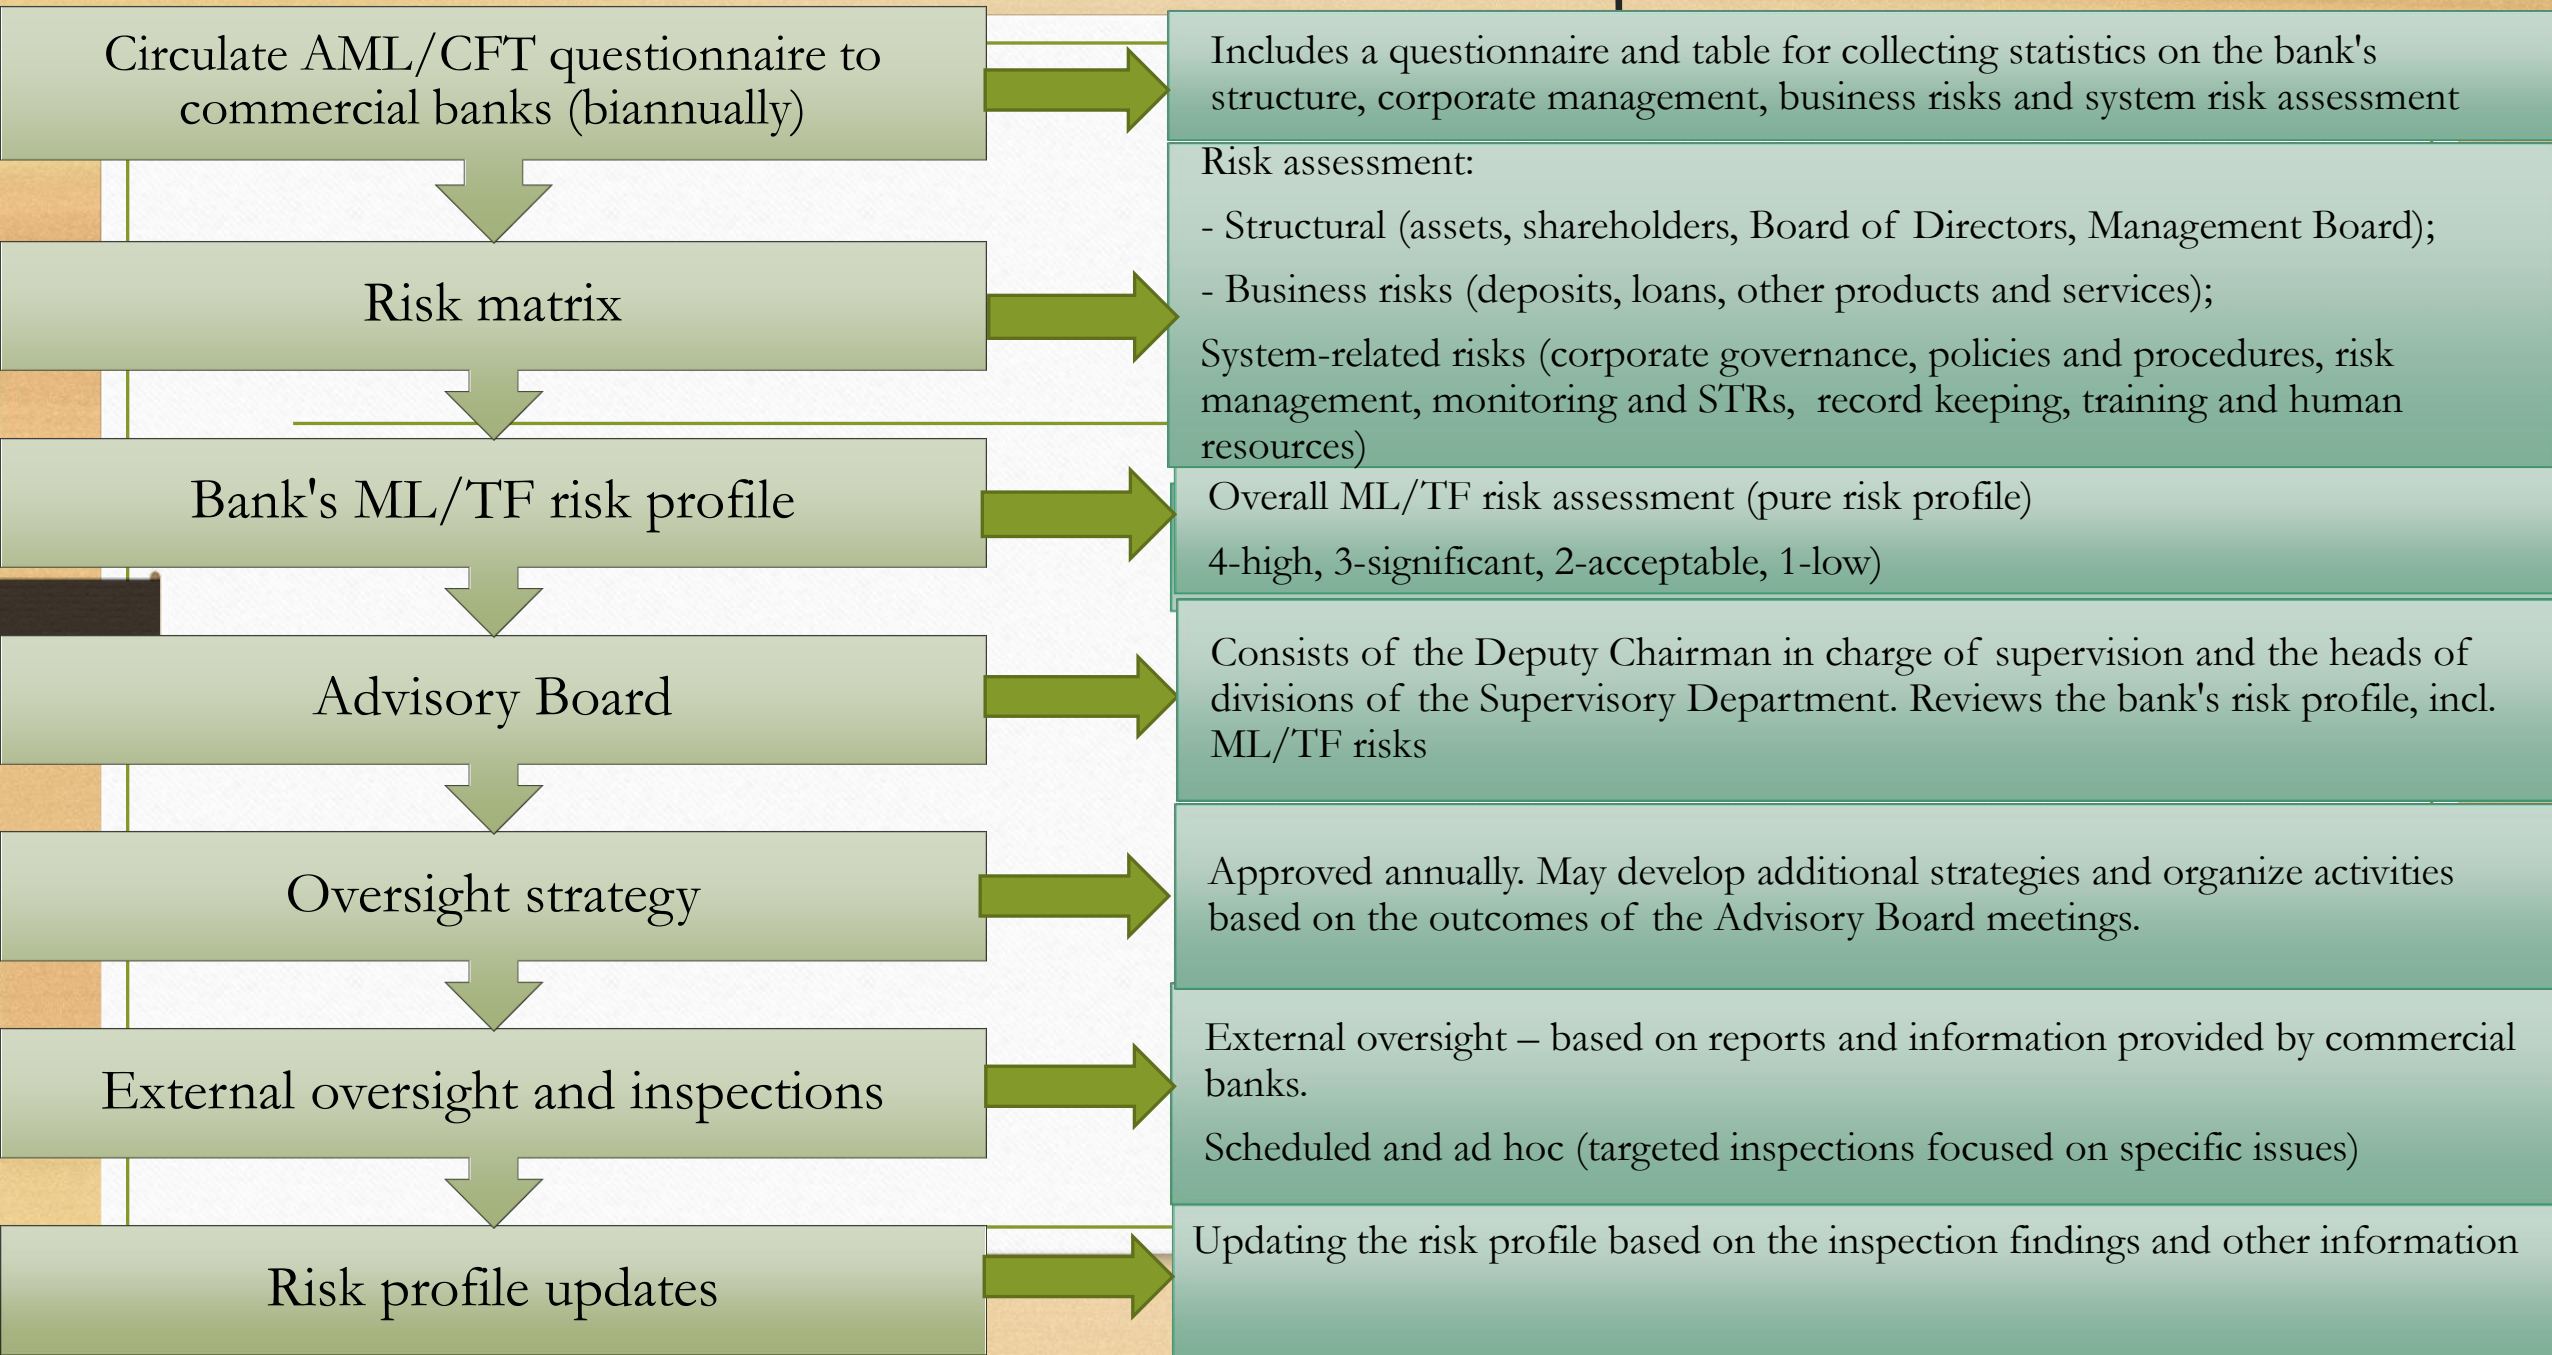 Circulate AML/CFT questionnaire to
commercial banks (biannually)
Includes a questionnaire and table for collecting statistics on the bank's
structure, corporate management, business risks and system risk assessment
Risk matrix
Risk assessment:
- Structural (assets, shareholders, Board of Directors, Management Board);
- Business risks (deposits, loans, other products and services);
System-related risks (corporate governance, policies and procedures, risk
management, monitoring and STRs, record keeping, training and human
resources)
Bank's ML/TF risk profile
Overall ML/TF risk assessment (pure risk profile)
4-high, 3-significant, 2-acceptable, 1-low)
Advisory Board
Consists of the Deputy Chairman in charge of supervision and the heads of
divisions of the Supervisory Department. Reviews the bank's risk profile, incl.
ML/TF risks
Oversight strategy
Approved annually. May develop additional strategies and organize activities
based on the outcomes of the Advisory Board meetings.
External oversight and inspections
External oversight – based on reports and information provided by commercial
banks.
Scheduled and ad hoc (targeted inspections focused on specific issues)
Risk profile updates
Updating the risk profile based on the inspection findings and other information